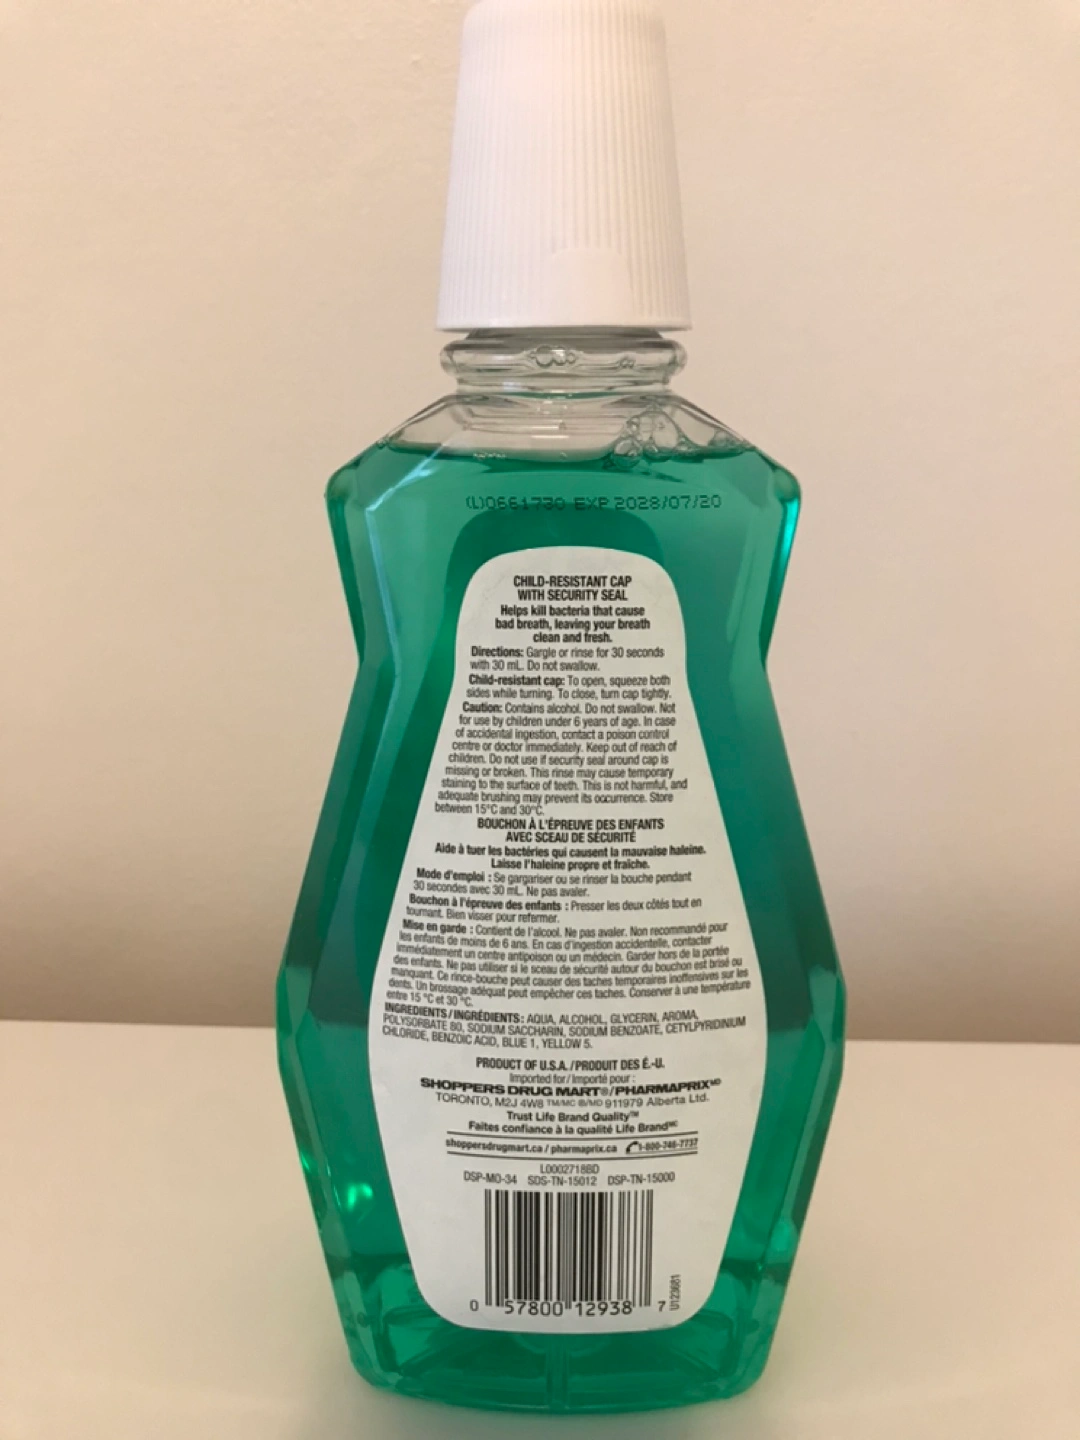 (L)0661730 EXP 2028/07/20
CHILD-RESISTANT CAP
WITH SECURITY SEAL
Helps kill bacteria that cause
bad breath, leaving your breath
clean and fresh.
Directions: Gargle or rinse for 30 seconds
with 30 mL. Do not swallow.
Child-resistant cap: To open, squeeze both
sides while turning. To close, turn cap tightly.
Caution: Contains alcohol. Do not swallow. Not
for use by children under 6 years of age. In case
of accidental ingestion, contact a poison control
centre or doctor immediately. Keep out of reach of
children. Do not use if security seal around cap is
missing or broken. This rinse may cause temporary
staining to the surface of teeth. This is not harmful, and
adequate brushing may prevent its occurrence. Store
between 15°C and 30°C.
BOUCHON À L'ÉPREUVE DES ENFANTS
AVEC SCEAU DE SÉCURITÉ
Aide à tuer les bactéries qui causent la mauvaise haleine.
Laisse l'haleine propre et fraîche.
Mode d'emploi : Se gargariser ou se rinser la bouche pendant
30 secondes avec 30 mL. Ne pas avaler.
Bouchon à l'épreuve des enfants : Presser les deux côtés tout en
tournant. Bien visser pour refermer.
Mise en garde : Contient de l'alcool. Ne pas avaler. Non recommandé pour
les enfants de moins de 6 ans. En cas d'ingestion accidentelle, contacter
immédiatement un centre antipoison ou un médecin. Garder hors de la portée
des enfants. Ne pas utiliser si le sceau de sécurité autour du bouchon est brisé ou
manquant. Ce rince-bouche peut causer des taches temporaires inoffensives sur les
dents. Un brossage adéquat peut empêcher ces taches. Conserver à une température
entre 15 °C et 30 °C.
INGREDIENTS/INGRÉDIENTS: AQUA, ALCOHOL, GLYCERIN, AROMA,
POLYSORBATE 80, SODIUM SACCHARIN, SODIUM BENZOATE, CETYLPYRIDINIUM
CHLORIDE, BENZOIC ACID, BLUE 1, YELLOW 5.
PRODUCT OF U.S.A./PRODUIT DES É.-U.
Imported for/Importé pour :
SHOPPERS DRUG MART®/PHARMAPRIX MD
TORONTO, M2J 4W8 TM/MC ®/MD 911979 Alberta Ltd.
Trust Life Brand Quality™
Faites confiance à la qualité Life Brand MC
shoppersdrugmart.ca / pharmaprix.ca 1-800-746-7737
L0002718BD
DSP-MO-34 SDS-TN-15012 DSP-TN-15000
0 57800 12938 7
U123681